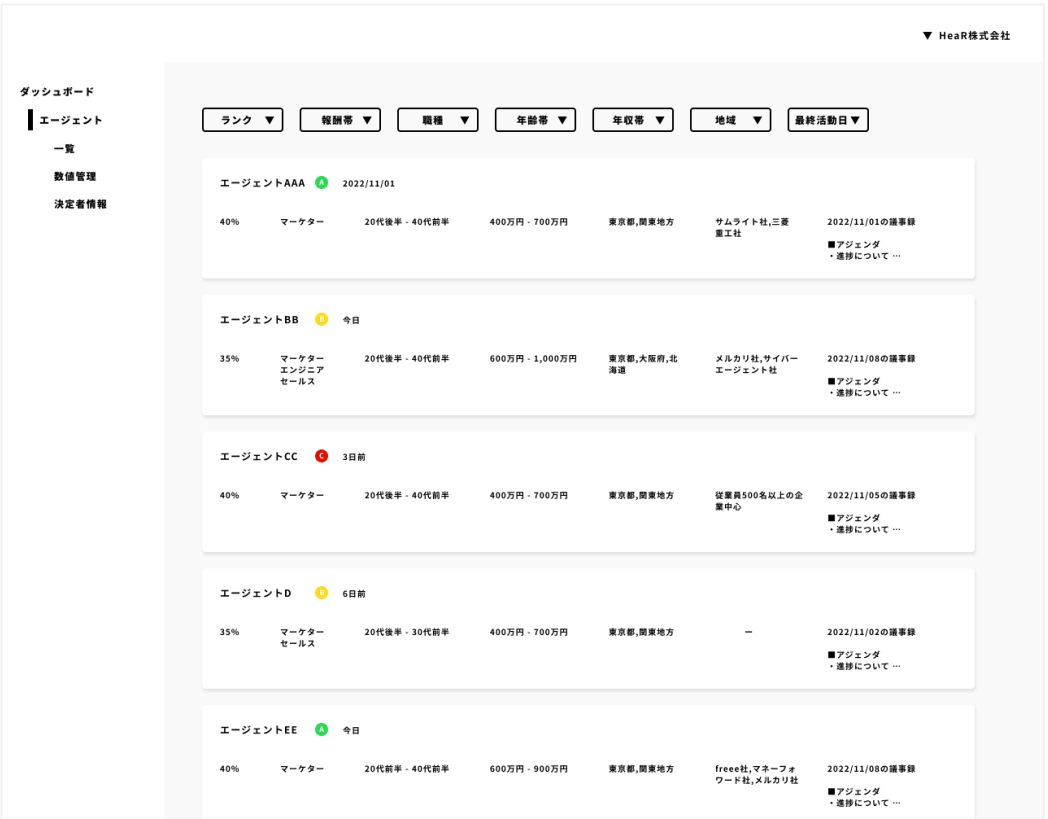 ▼ HeaR株式会社
ダッシュボード
エージェント
一覧
数値管理
決定者情報
ランク ▼
報酬帯 ▼
職種 ▼
年齢帯 ▼
年収帯 ▼
地域 ▼
最終活動日▼
エージェントAAA A 2022/11/01
40%
マーケター
20代後半 - 40代前半
400万円 - 700万円
東京都,関東地方
サムライト社,三菱
重工社
2022/11/01の議事録
■アジェンダ
・進捗について …
エージェントBB B 今日
35%
マーケター
エンジニア
セールス
20代後半 - 40代前半
600万円 - 1,000万円
東京都,大阪府,北
海道
メルカリ社,サイバー
エージェント社
2022/11/08の議事録
■アジェンダ
・進捗について …
エージェントCC C 3日前
40%
マーケター
20代後半 - 40代前半
400万円 - 700万円
東京都,関東地方
従業員500名以上の企
業中心
2022/11/05の議事録
■アジェンダ
・進捗について …
エージェントD B 6日前
35%
マーケター
セールス
20代後半 - 30代前半
400万円 - 700万円
東京都,関東地方
ー
2022/11/02の議事録
■アジェンダ
・進捗について …
エージェントEE A 今日
40%
マーケター
20代前半 - 40代前半
600万円 - 900万円
東京都,関東地方
freee社,マネーフォ
ワード社,メルカリ社
2022/11/08の議事録
■アジェンダ
・進捗について …